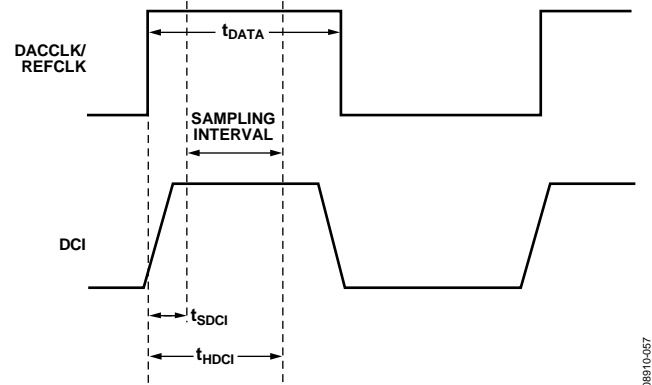 DACCLK/
REFCLK
tDATA
SAMPLING
INTERVAL
DCI
tSDCI
tHDCI
08910-057